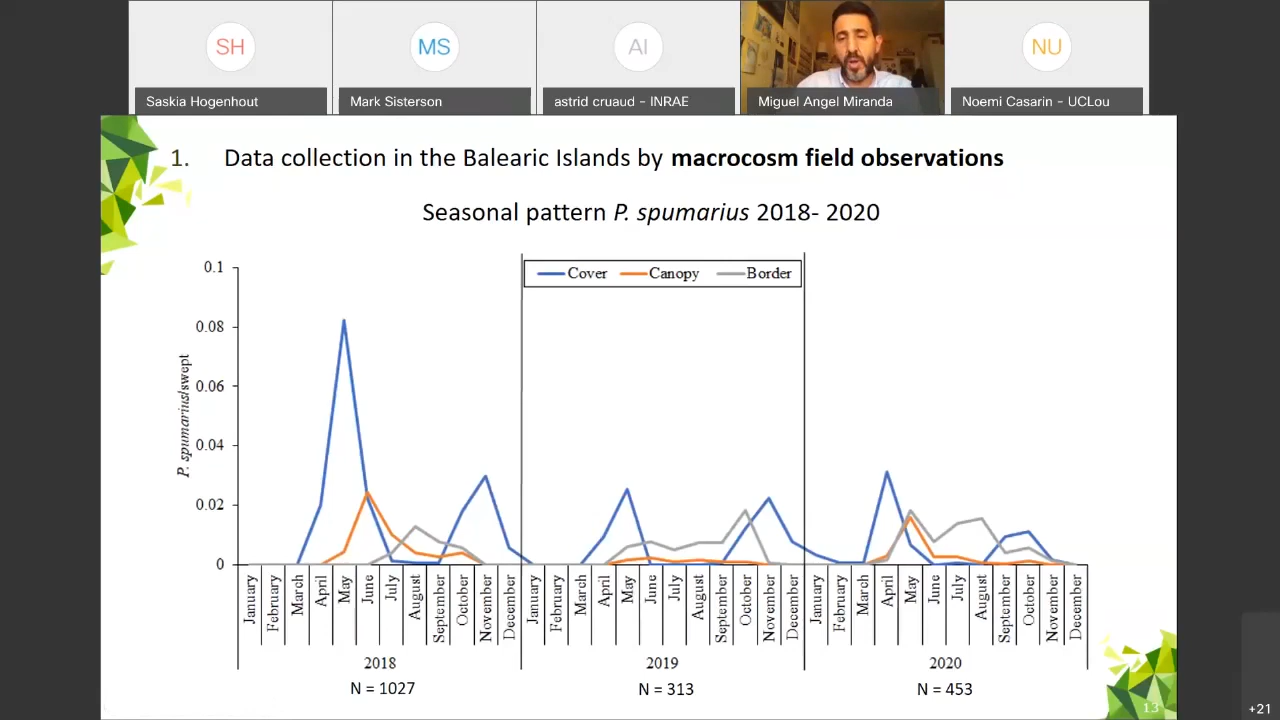 SH
MS
AI
NU
Saskia Hogenhout
Mark Sisterson
astrid cruaud - INRAE
Miguel Angel Miranda
Noemi Casarin - UCLou
1. Data collection in the Balearic Islands by macrocosm field observations
Seasonal pattern P. spumarius 2018- 2020
Cover Canopy Border
P. spumarius/swept
0.1
0.08
0.06
0.04
0.02
0
January February March April May June July August September October November December January February March April May June July August September October November December January February March April May June July August September October November December
2018 2019 2020
N = 1027 N = 313 N = 453
13
+21